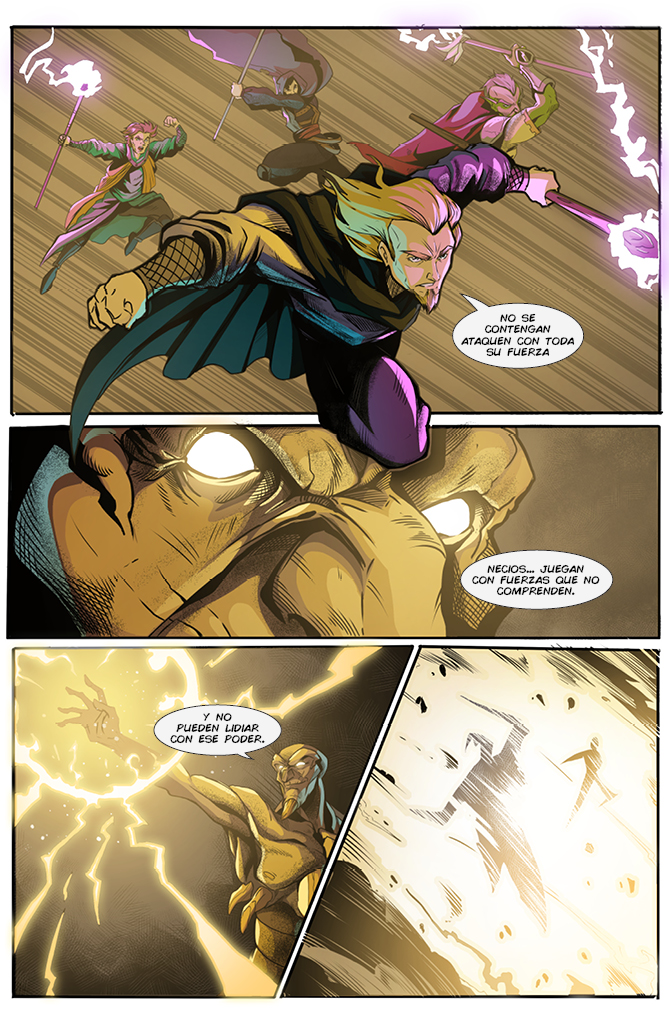 NO SE
CONTENGAN
ATAQUEN CON TODA
SU FUERZA
NECIOS... JUEGAN
CON FUERZAS QUE NO
COMPRENDEN.
Y NO
PUEDEN LIDIAR
CON ESE PODER.